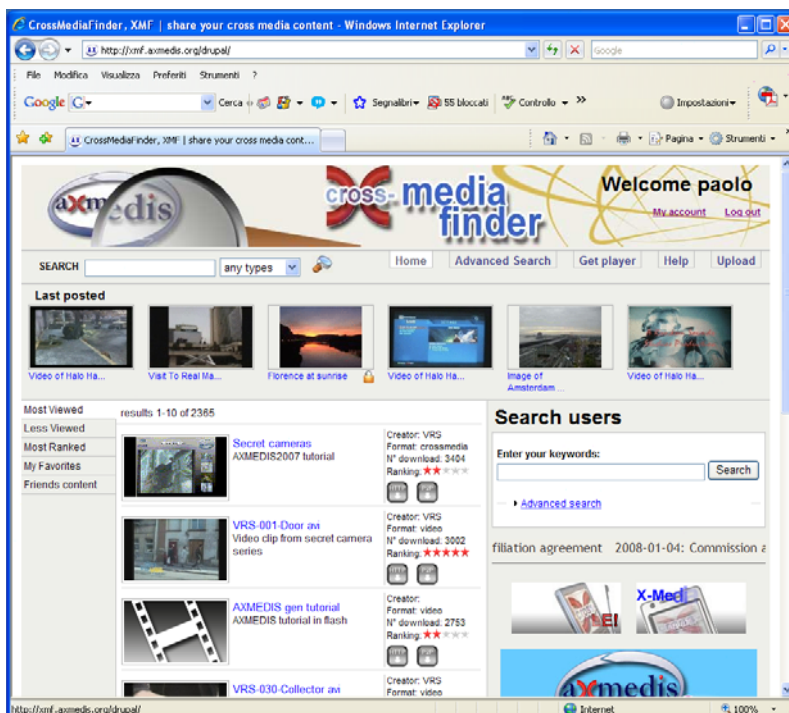 CrossMediaFinder, XMF | share your cross media content - Windows Internet Explorer
http://xmf.axmedis.org/drupal/
Google
File Modifica Visualizza Preferiti Strumenti ?
Google G Cerca Segnalibri 55 bloccati Controllo » Impostazioni
CrossMediaFinder, XMF | share your cross media cont... Pagina Strumenti »
axmedis
cross-media
finder
Welcome paolo
My account Log out
SEARCH any types Home Advanced Search Get player Help Upload
Last posted
Video of Halo Ha... Visit To Real Ma... Florence at sunrise Video of Halo Ha... Image of Amsterdam ... Video of Halo Ha...
Most Viewed
Less Viewed
Most Ranked
My Favorites
Friends content
results 1-10 of 2365
Secret cameras
AXMEDIS2007 tutorial
Creator: VRS
Format: crossmedia
N° download: 3404
Ranking:
VRS-001-Door avi
Video clip from secret camera
series
Creator: VRS
Format: video
N° download: 3002
Ranking:
AXMEDIS gen tutorial
AXMEDIS tutorial in flash
Creator:
Format: video
N° download: 2753
Ranking:
VRS-030-Collector avi
Creator: VRS
Format: video
Search users
Enter your keywords:
Search
Advanced search
filiation agreement 2008-01-04: Commission a
X-Medi
axmedis
http://xmf.axmedis.org/drupal/ Internet 100%